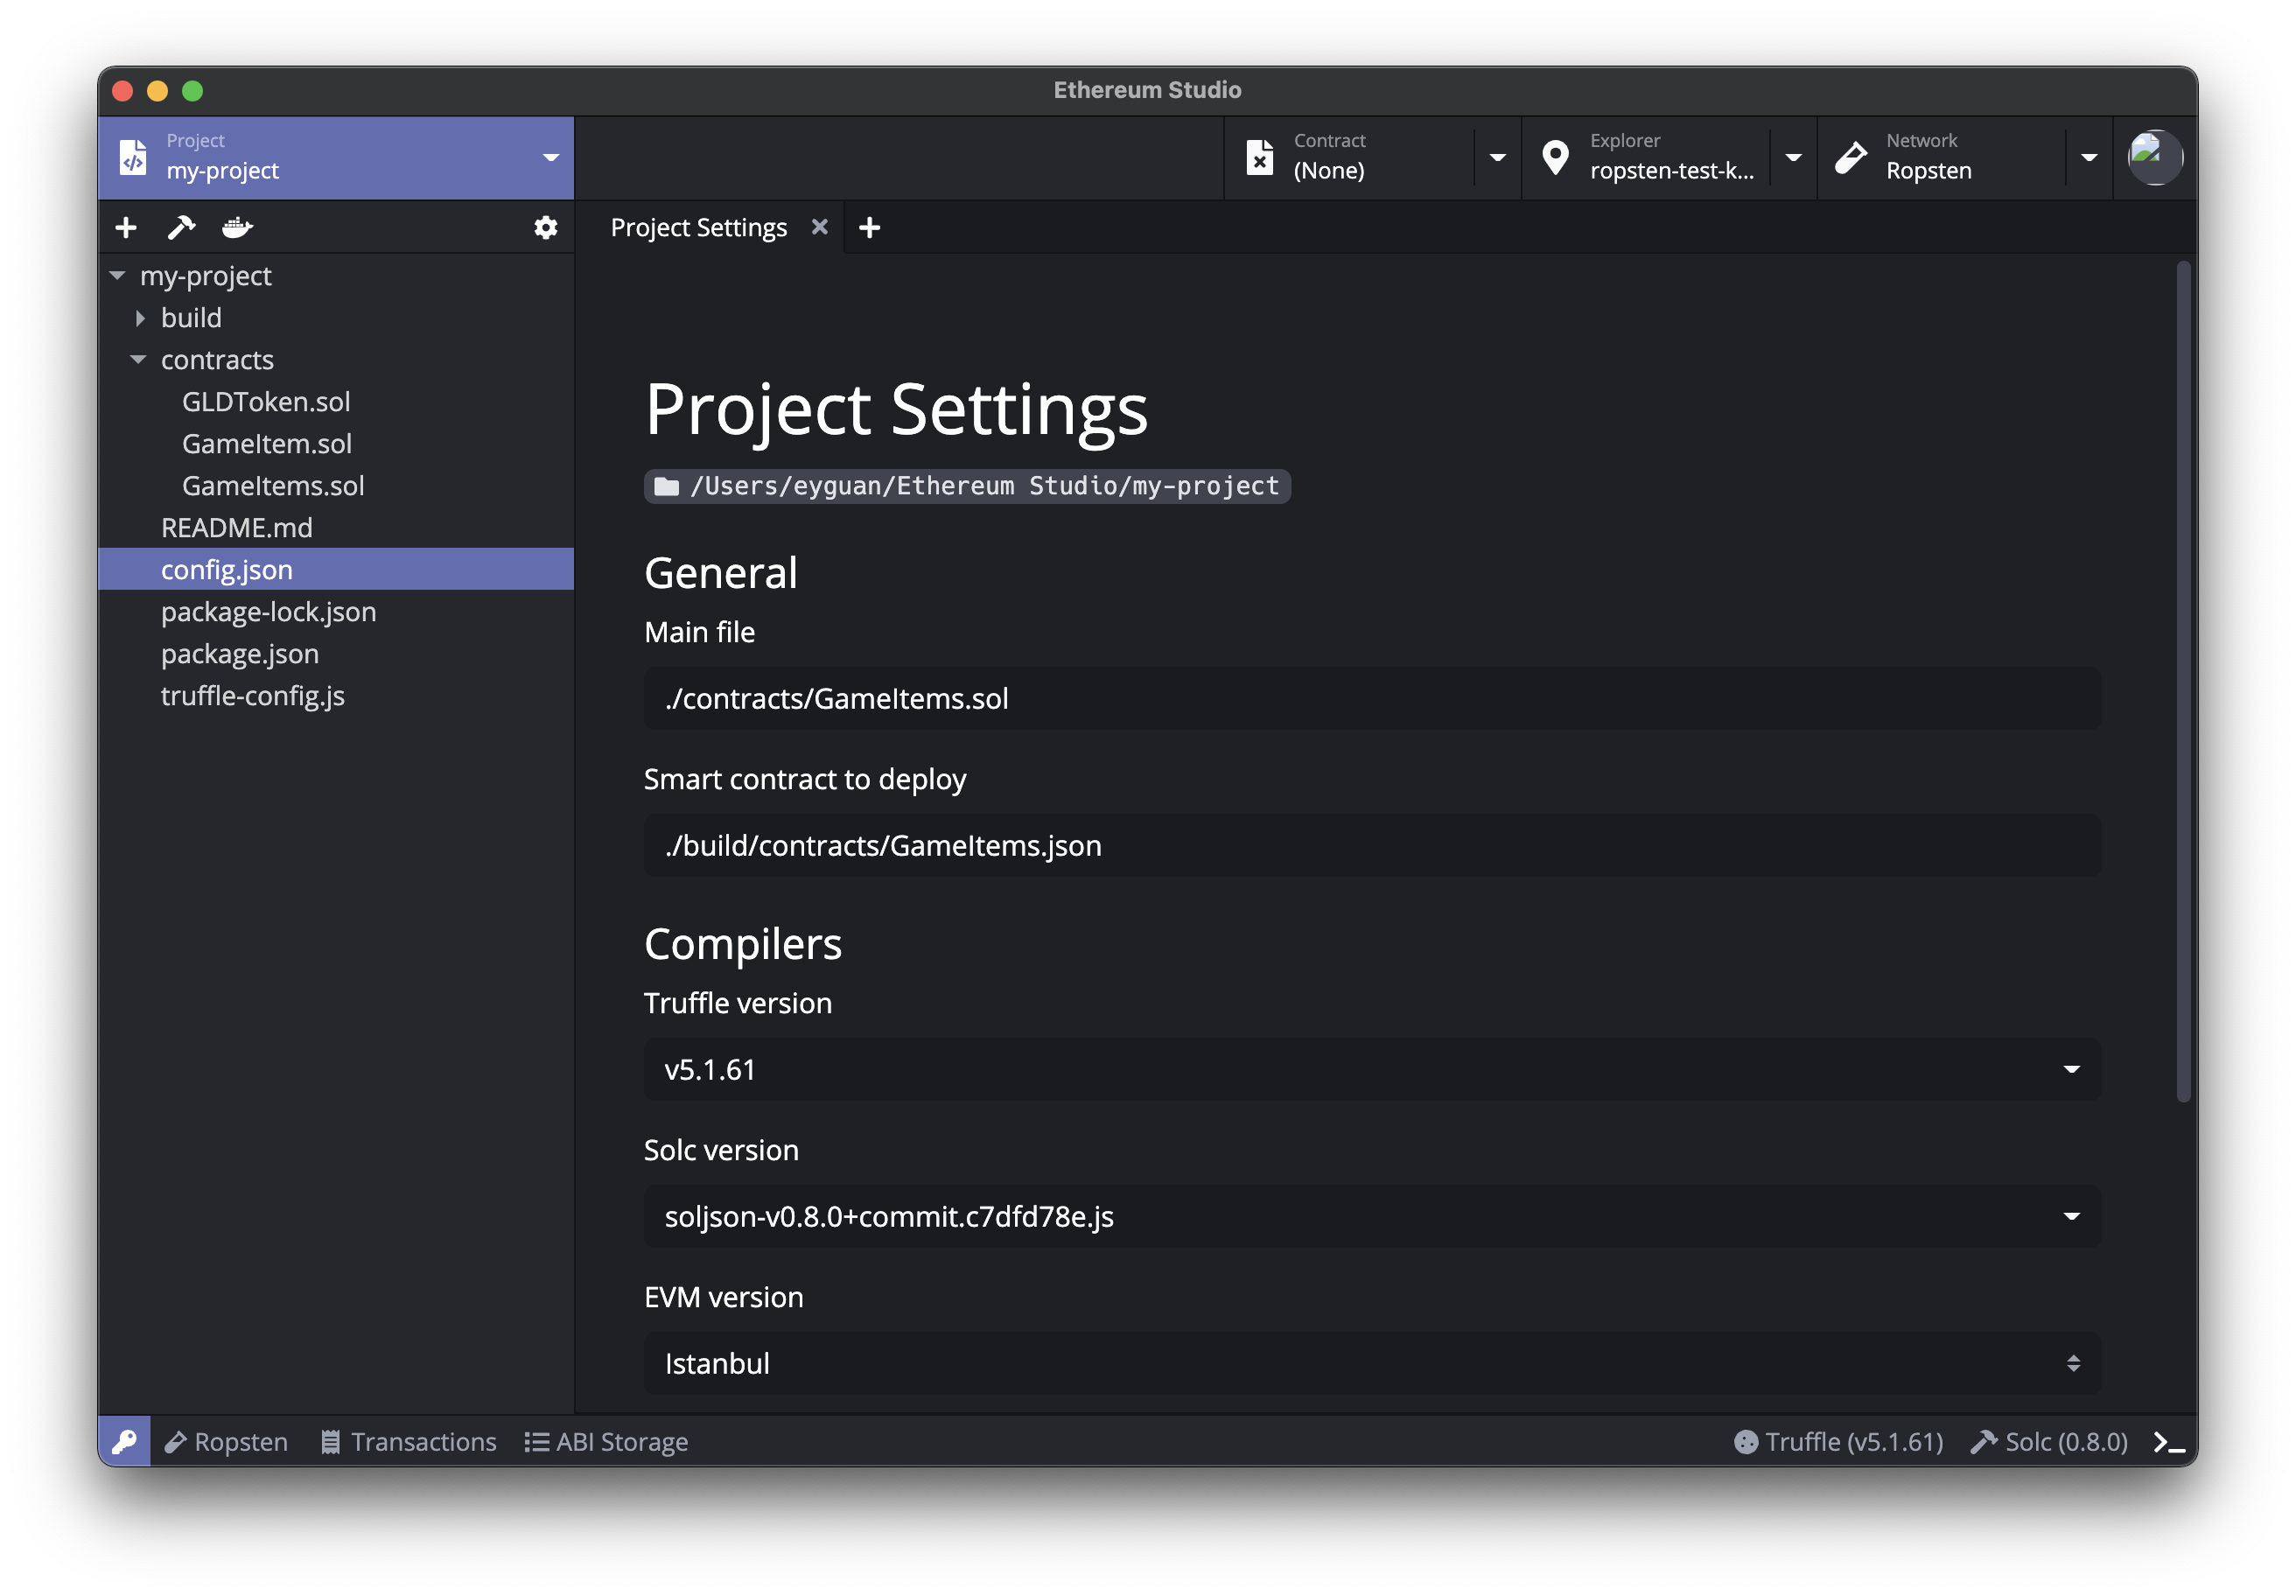 Ethereum Studio
Project
my-project
Contract
(None)
Explorer
ropsten-test-k...
Network
Ropsten
Project Settings
my-project
build
contracts
GLDToken.sol
GameItem.sol
GameItems.sol
README.md
config.json
package-lock.json
package.json
truffle-config.js
Project Settings
/Users/eyguan/Ethereum Studio/my-project
General
Main file
./contracts/GameItems.sol
Smart contract to deploy
./build/contracts/GameItems.json
Compilers
Truffle version
v5.1.61
Solc version
soljson-v0.8.0+commit.c7dfd78e.js
EVM version
Istanbul
Ropsten
Transactions
ABI Storage
Truffle (v5.1.61)
Solc (0.8.0)